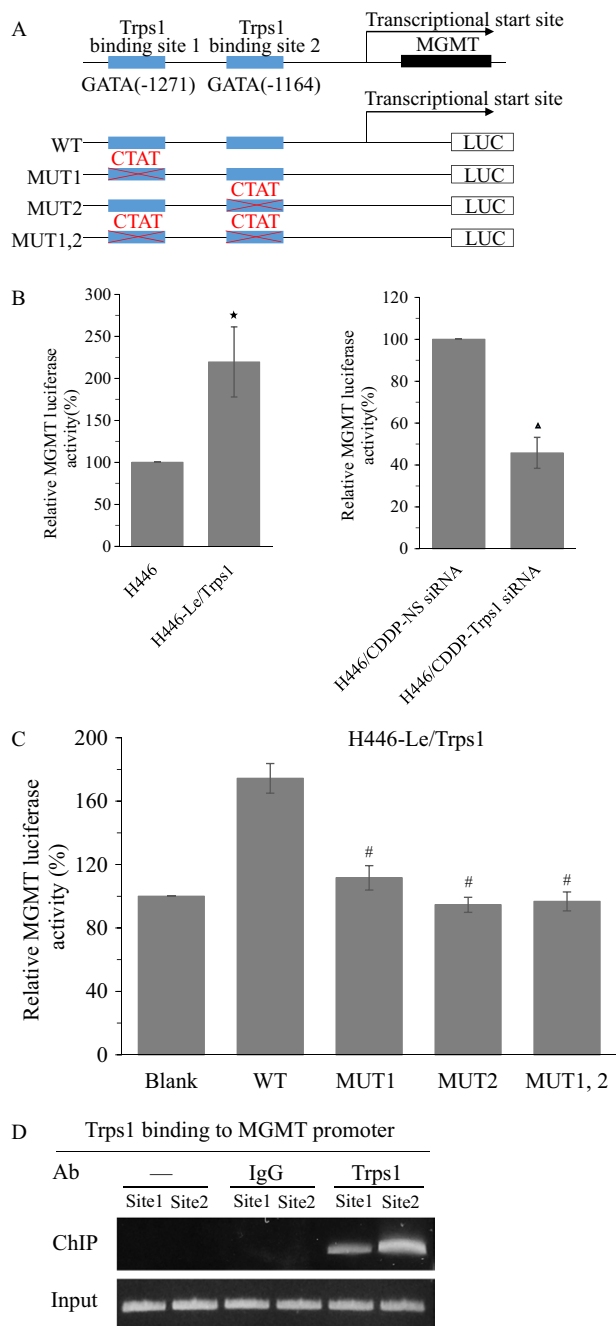 A
Trps1 Trps1 Transcriptional start site
binding site 1 binding site 2 MGMT
GATA(-1271) GATA(-1164)
Transcriptional start site
WT LUC
CTAT
MUT1 LUC
CTAT
MUT2 LUC
CTAT CTAT
MUT1,2 LUC
B
Relative MGMT luciferase
activity(%)
300
250
200
150
100
50
0
★
H446
H446-Le/Trps1
Relative MGMT luciferase
activity(%)
120
100
80
60
40
20
0
▲
H446/CDDP-NS siRNA
H446/CDDP-Trps1 siRNA
C
H446-Le/Trps1
Relative MGMT luciferase
activity (%)
200
160
120
80
40
0
# # #
Blank WT MUT1 MUT2 MUT1, 2
D
Trps1 binding to MGMT promoter
Ab — IgG Trps1
Site1 Site2 Site1 Site2 Site1 Site2
ChIP
Input